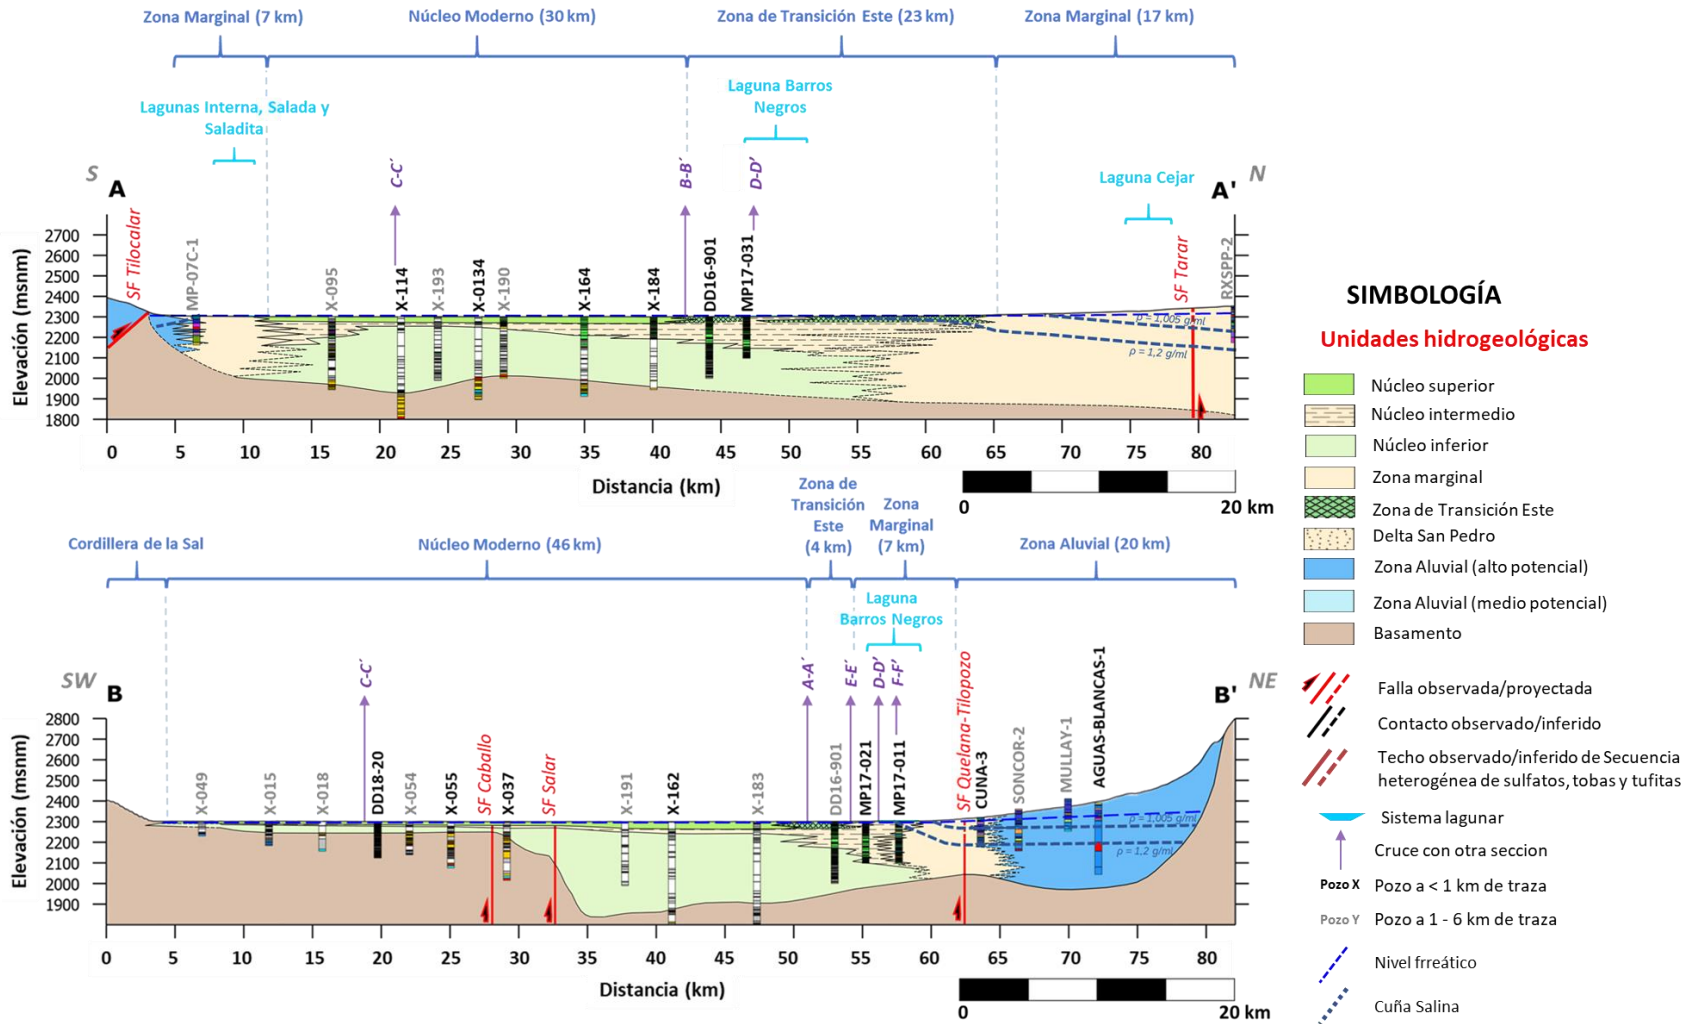 Zona Marginal (7 km)
Núcleo Moderno (30 km)
Zona de Transición Este (23 km)
Zona Marginal (17 km)
Lagunas Interna, Salada y
Saladita
Laguna Barros
Negros
Laguna Cejar
S
A
C-C´
B-B´
D-D´
A'
N
SF Tilocalar
MP-07C-1
X-095
X-114
X-193
X-0134
X-190
X-164
X-184
DD16-901
MP17-031
SF Tarar
RXSPP-2
Elevación (msnm)
2700
2600
2500
2400
2300
2200
2100
2000
1900
1800
ρ = 1,005 g/ml
ρ = 1,2 g/ml
0
5
10
15
20
25
30
35
40
45
50
55
60
65
70
75
80
Distancia (km)
0
20 km
Cordillera de la Sal
Núcleo Moderno (46 km)
Zona de
Transición
Este
(4 km)
Zona
Marginal
(7 km)
Zona Aluvial (20 km)
Laguna
Barros Negros
SW
B
C-C´
A-A´
E-E´
D-D´
F-F´
B'
NE
X-049
X-015
X-018
DD18-20
X-054
X-055
SF Caballo
X-037
SF Salar
X-191
X-162
X-183
DD16-901
MP17-021
MP17-011
SF Quelana-Tilopozo
CUNA-3
SONCOR-2
MULLAY-1
AGUAS-BLANCAS-1
Elevación (msnm)
2800
2700
2600
2500
2400
2300
2200
2100
2000
1900
ρ = 1,005 g/ml
ρ = 1,2 g/ml
0
5
10
15
20
25
30
35
40
45
50
55
60
65
70
75
80
Distancia (km)
0
20 km
SIMBOLOGÍA
Unidades hidrogeológicas
Núcleo superior
Núcleo intermedio
Núcleo inferior
Zona marginal
Zona de Transición Este
Delta San Pedro
Zona Aluvial (alto potencial)
Zona Aluvial (medio potencial)
Basamento
Falla observada/proyectada
Contacto observado/inferido
Techo observado/inferido de Secuencia
heterogénea de sulfatos, tobas y tufitas
Sistema lagunar
Cruce con otra seccion
Pozo X Pozo a < 1 km de traza
Pozo Y Pozo a 1 - 6 km de traza
Nivel frreático
Cuña Salina